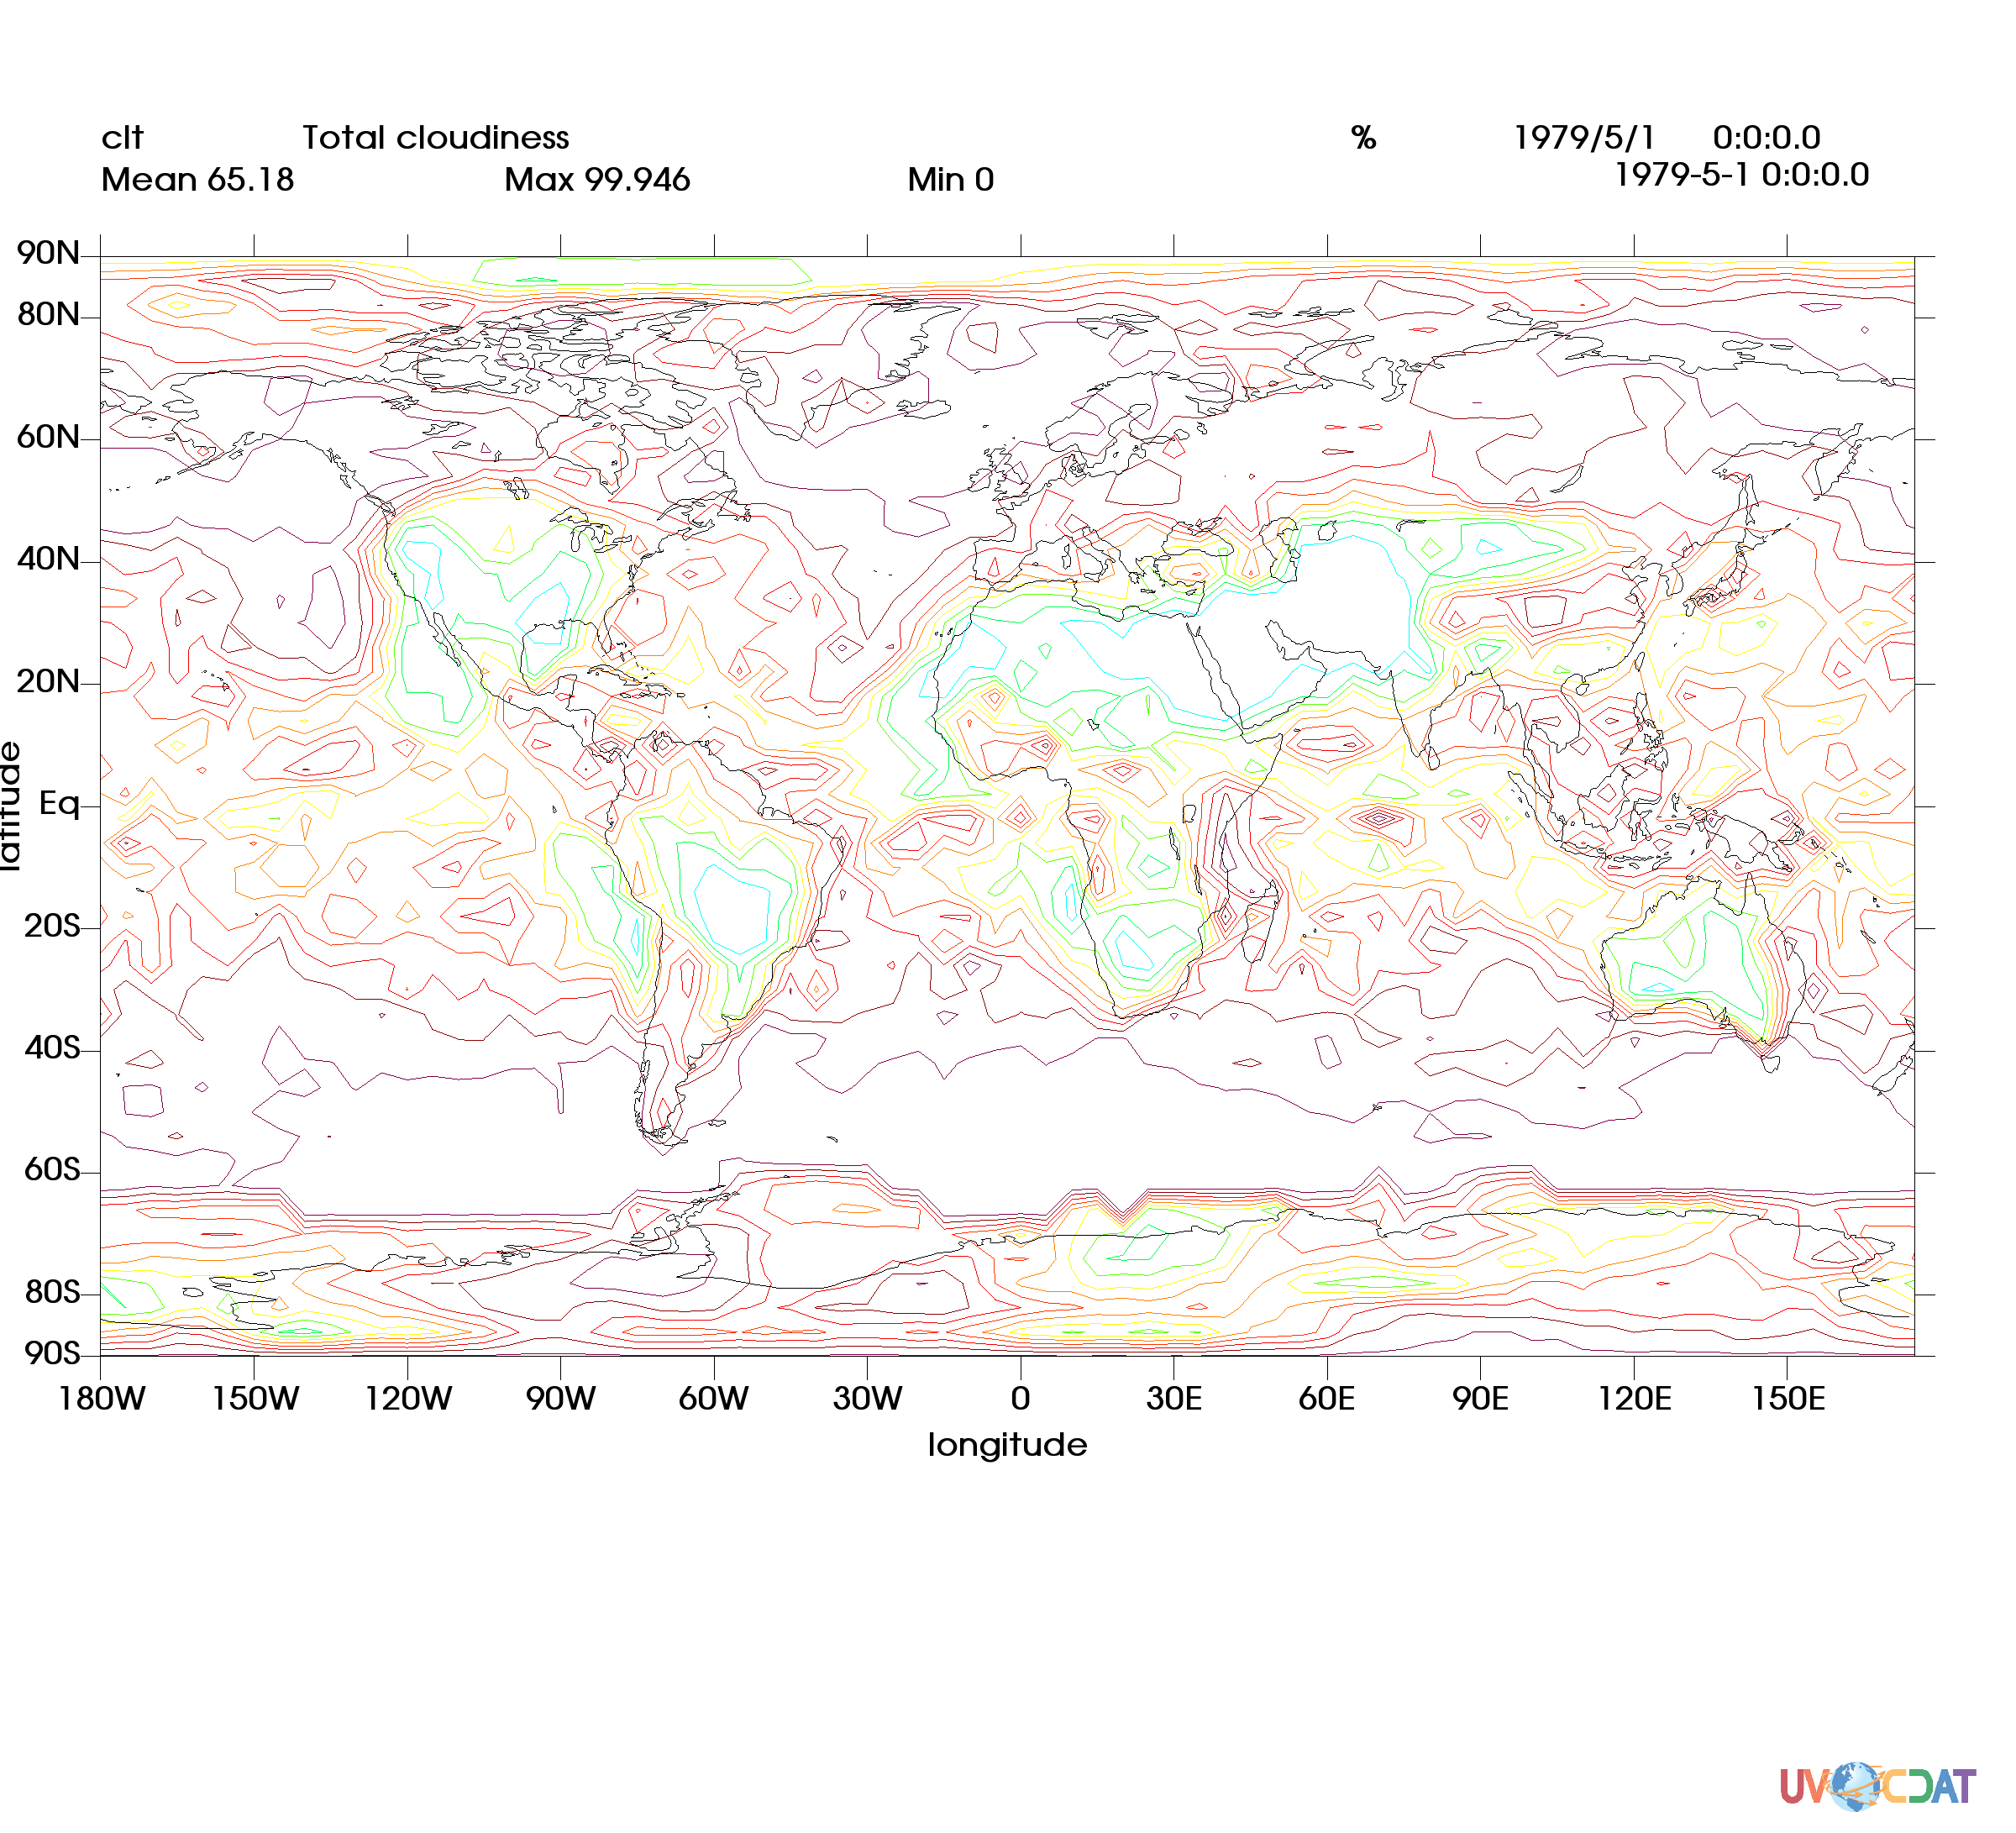 clt Total cloudiness % 1979/5/1 0:0:0.0
Mean 65.18 Max 99.946 Min 0 1979-5-1 0:0:0.0
90N
80N
60N
40N
20N
Eq
20S
40S
60S
80S
90S
latitude
180W 150W 120W 90W 60W 30W 0 30E 60E 90E 120E 150E
longitude
UV CDAT